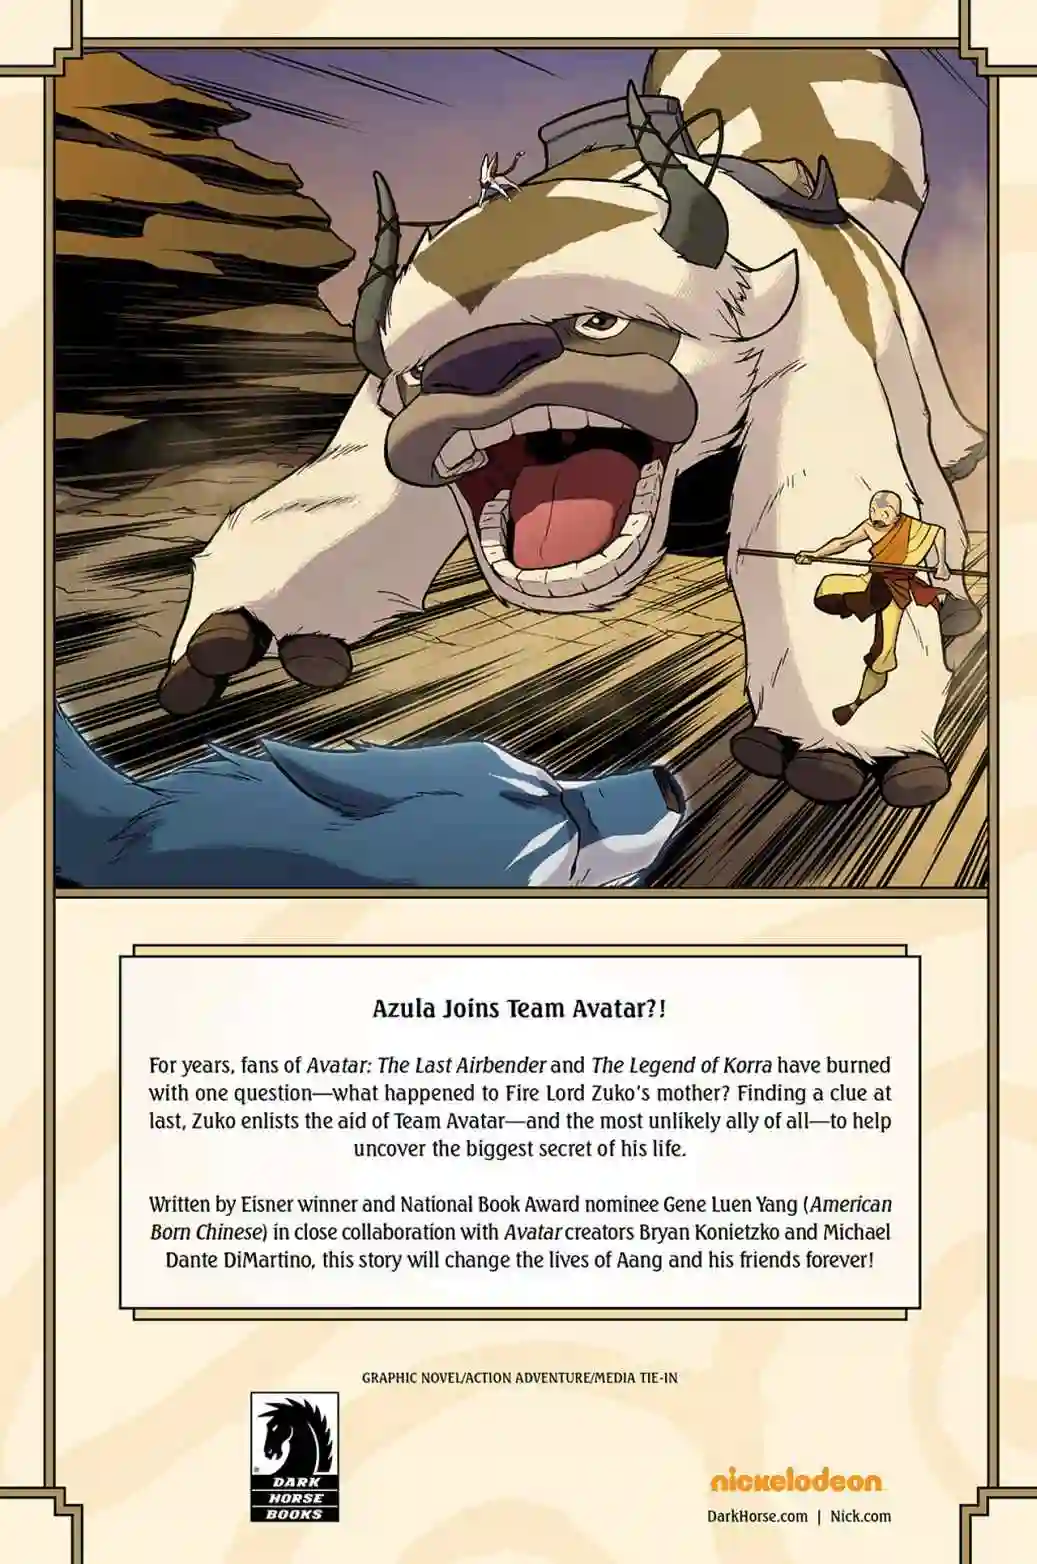 Azula Joins Team Avatar?!
For years, fans of Avatar: The Last Airbender and The Legend of Korra have burned
with one question—what happened to Fire Lord Zuko's mother? Finding a clue at
last, Zuko enlists the aid of Team Avatar—and the most unlikely ally of all—to help
uncover the biggest secret of his life.
Written by Eisner winner and National Book Award nominee Gene Luen Yang (American
Born Chinese) in close collaboration with Avatar creators Bryan Konietzko and Michael
Dante DiMartino, this story will change the lives of Aang and his friends forever!
GRAPHIC NOVEL/ACTION ADVENTURE/MEDIA TIE-IN
DARK
HORSE
BOOKS
nickelodeon
DarkHorse.com | Nick.com